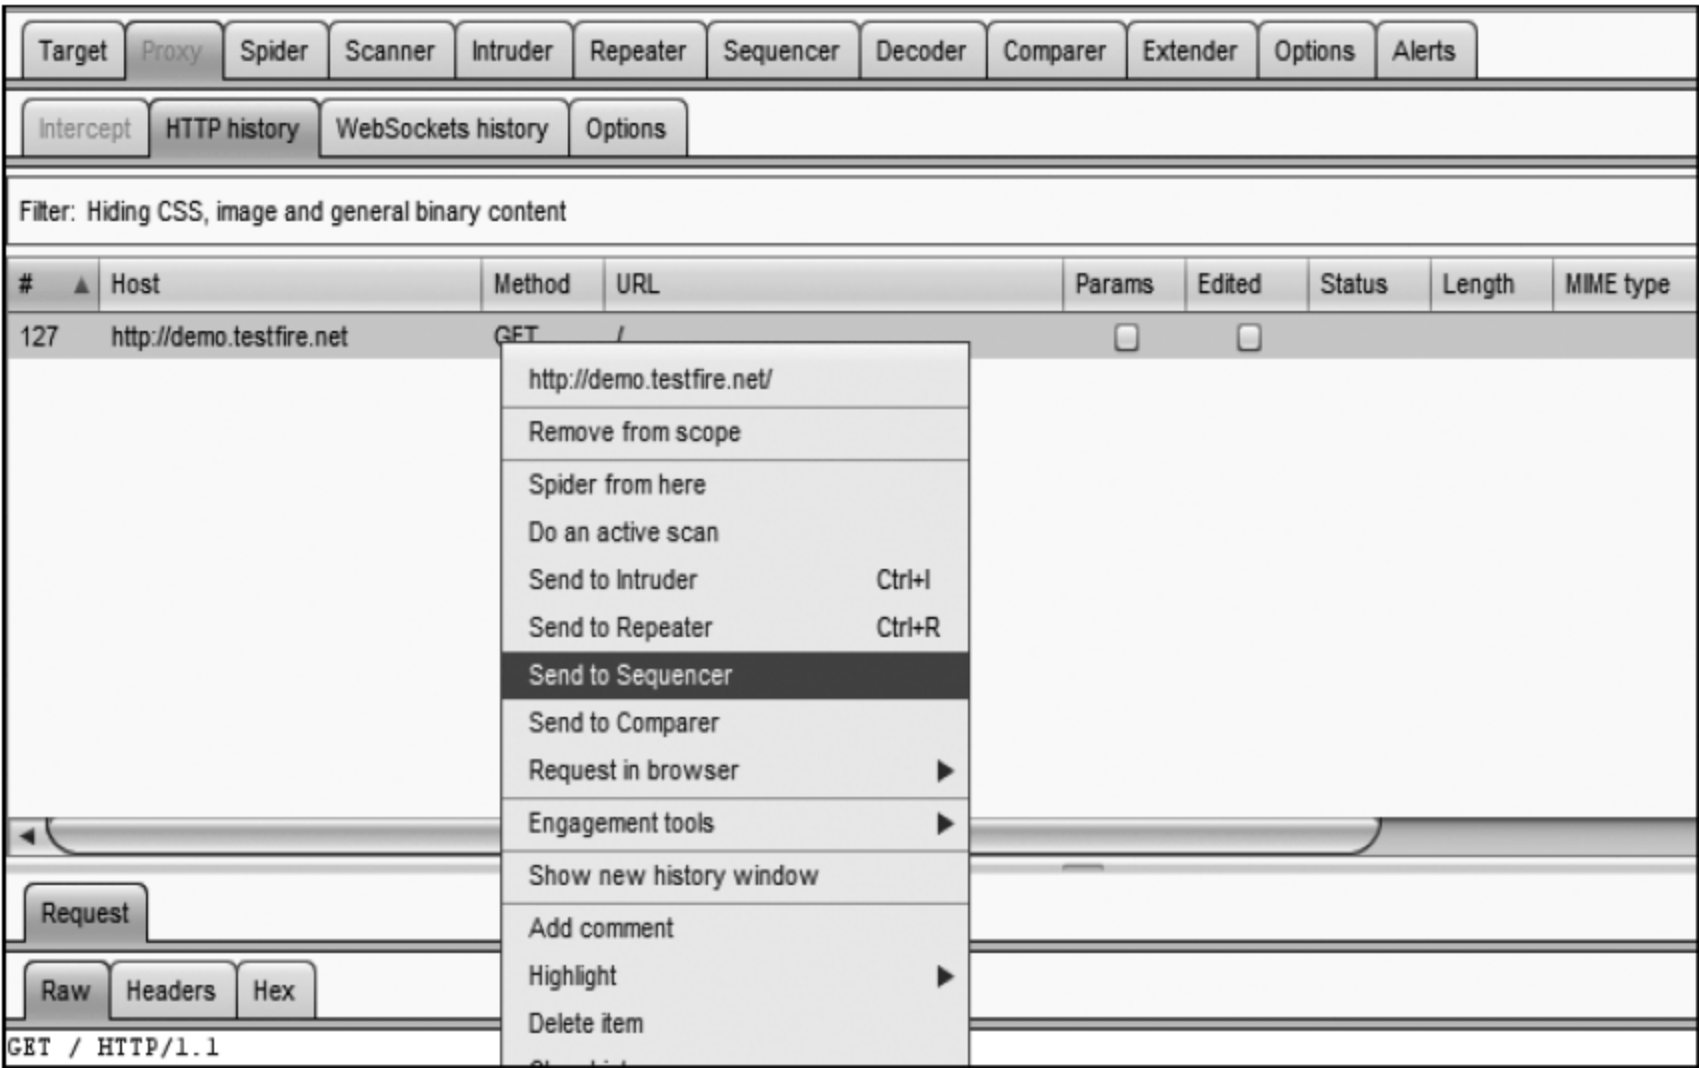 Target Proxy Spider Scanner Intruder Repeater Sequencer Decoder Comparer Extender Options Alerts
Intercept HTTP history WebSockets history Options
Filter: Hiding CSS, image and general binary content
# Host Method URL Params Edited Status Length MIME type
127 http://demo.testfire.net GET /
http://demo.testfire.net/
Remove from scope
Spider from here
Do an active scan
Send to Intruder Ctrl+I
Send to Repeater Ctrl+R
Send to Sequencer
Send to Comparer
Request in browser
Engagement tools
Show new history window
Add comment
Highlight
Delete item
Request
Raw Headers Hex
GET / HTTP/1.1